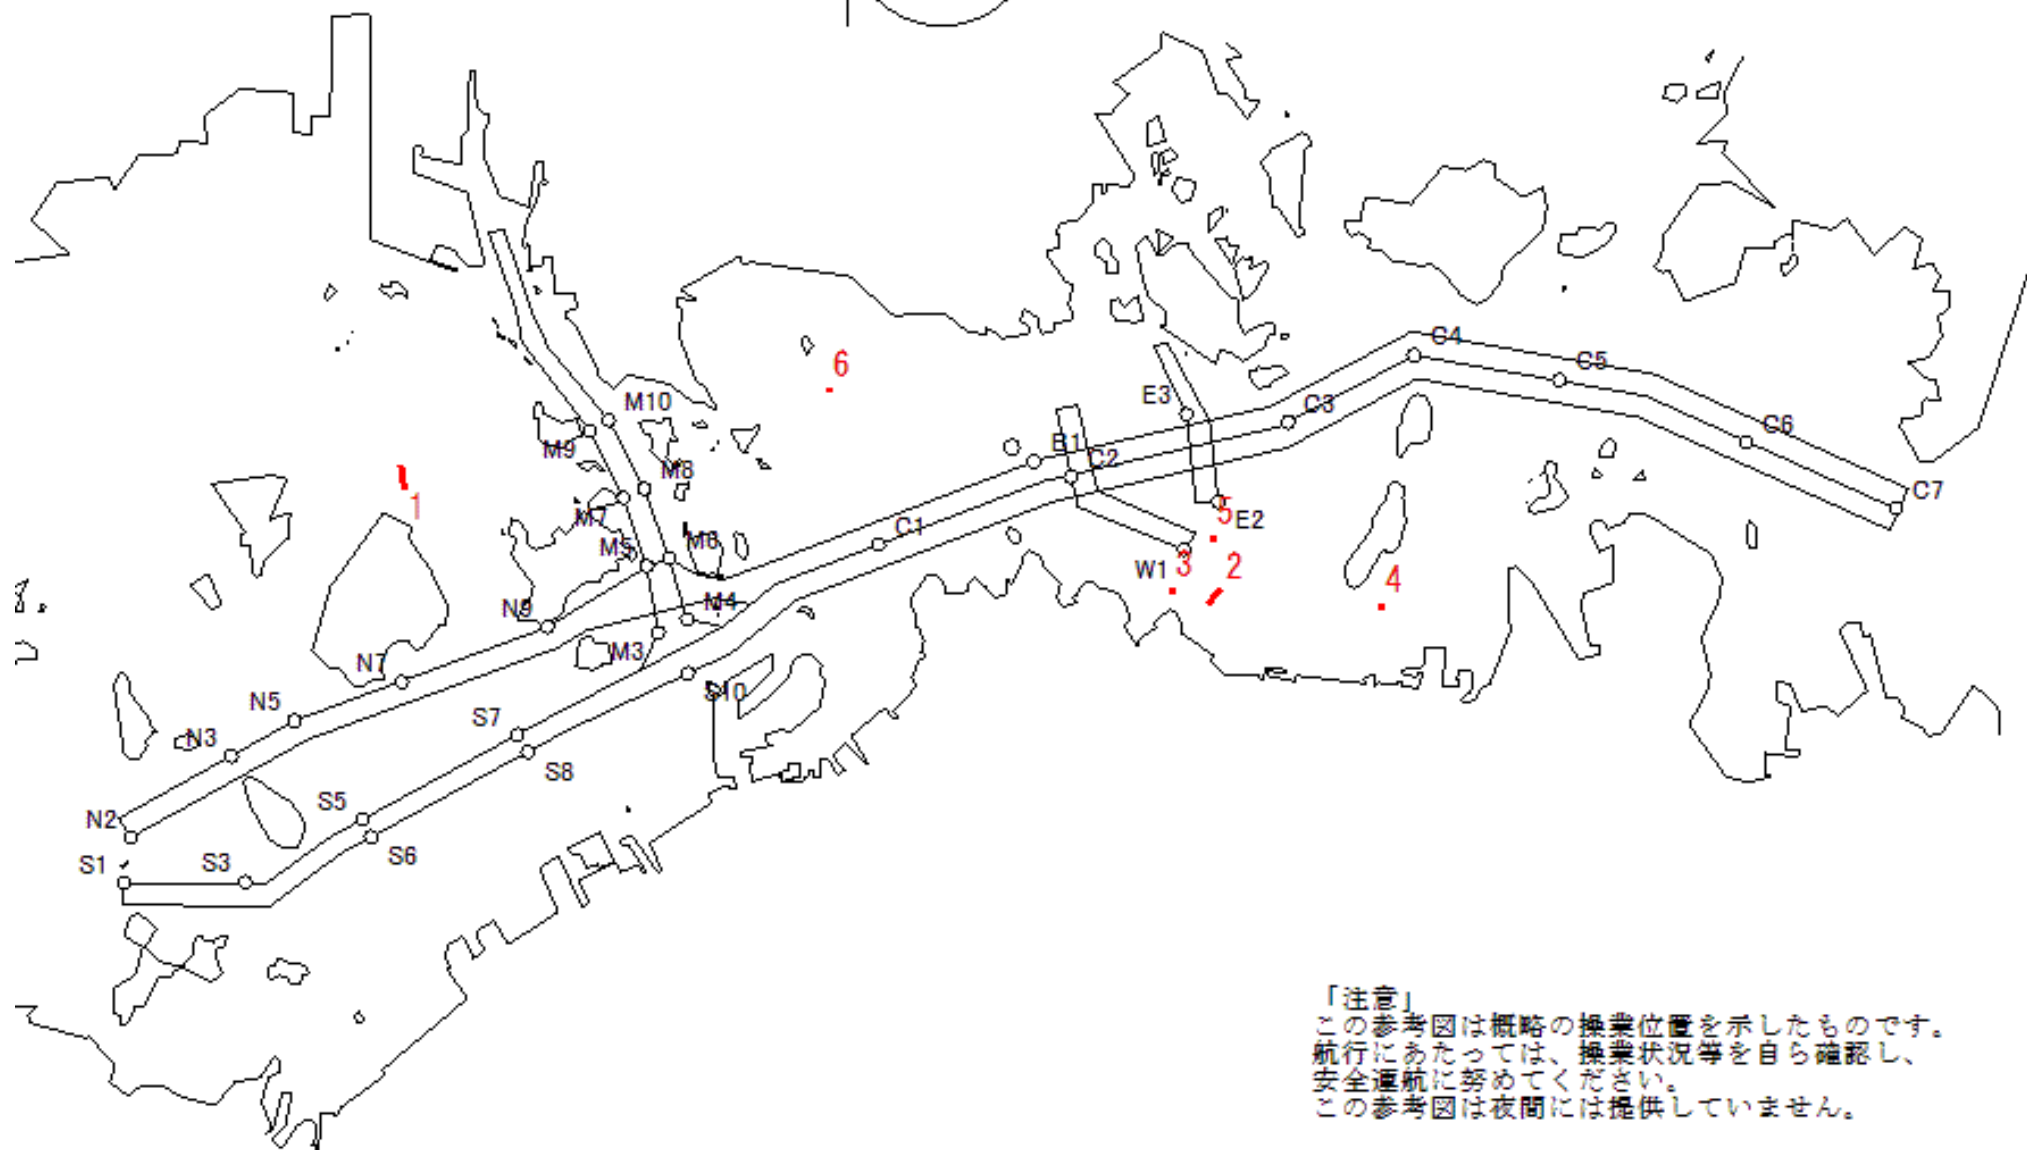 6
C4
C5
E3
M10
C3
C6
M9
B1
C2
M8
C7
1
M7
5
E2
C1
M5
M6
W1
3
2
4
N9
M4
M3
N7
S10
N5
S7
N3
S8
S5
N2
S6
S1
S3
「注意」
この参考図は概略の操業位置を示したものです。
航行にあたっては、操業状況等を自ら確認し、
安全運航に努めてください。
この参考図は夜間には提供していません。